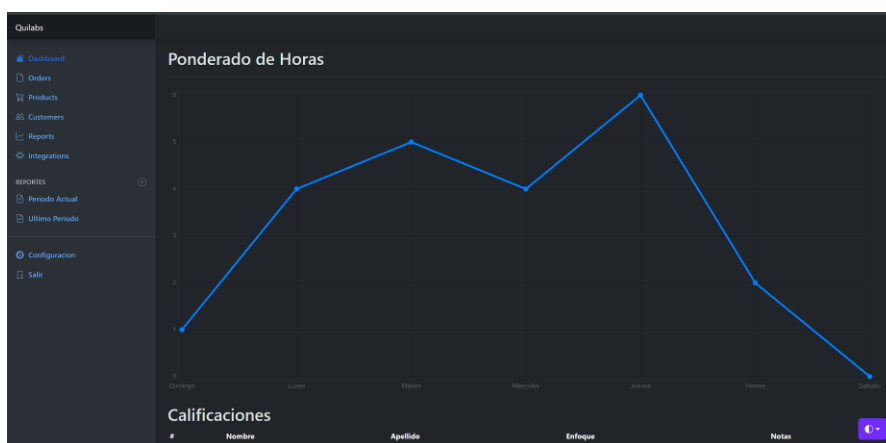 Quilabs
Dashboard
Orders
Products
Customers
Reports
Integrations
REPORTES
Periodo Actual
Ultimo Periodo
Configuracion
Salir
Ponderado de Horas
6
5
4
3
2
1
0
Domingo Lunes Martes Miercoles Jueves Viernes Sabado
Calificaciones
# Nombre Apellido Enfoque Notas